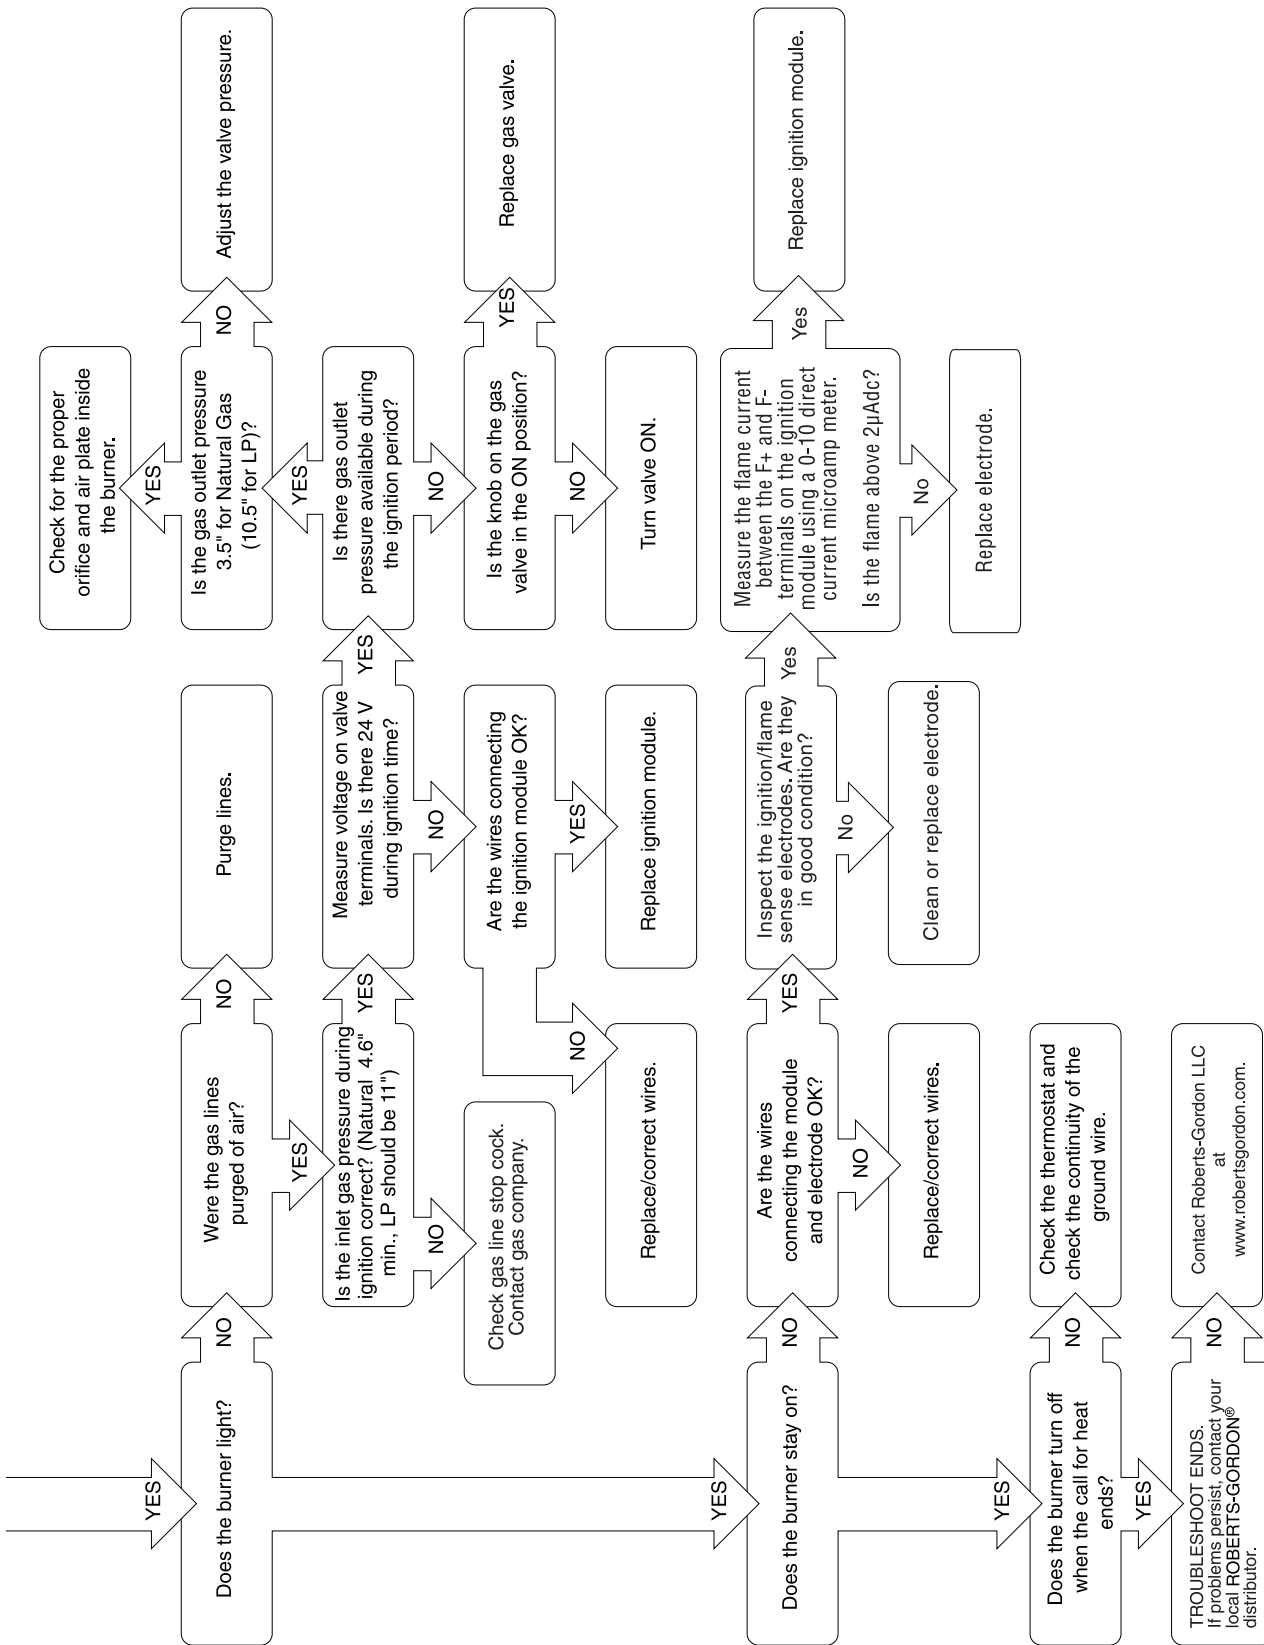 YES
Does the burner light?
NO
Were the gas lines
purged of air?
NO
Purge lines.
YES
Is the inlet gas pressure during
ignition correct? (Natural 4.6"
min., LP should be 11")
NO
Check gas line stop cock.
Contact gas company.
YES
Measure voltage on valve
terminals. Is there 24 V
during ignition time?
NO
Are the wires connecting
the ignition module OK?
NO
Replace/correct wires.
YES
Replace ignition module.
YES
Is there gas outlet
pressure available during
the ignition period?
YES
Is the gas outlet pressure
3.5" for Natural Gas
(10.5" for LP)?
YES
Check for the proper
orifice and air plate inside
the burner.
NO
Adjust the valve pressure.
NO
Is the knob on the gas
valve in the ON position?
YES
Replace gas valve.
NO
Turn valve ON.
YES
Does the burner stay on?
NO
Are the wires
connecting the module
and electrode OK?
NO
Replace/correct wires.
YES
Inspect the ignition/flame
sense electrodes. Are they
in good condition?
No
Clean or replace electrode.
Yes
Measure the flame current
between the F+ and F-
terminals on the ignition
module using a 0-10 direct
current microamp meter.
Is the flame above 2µAdc?
Yes
Replace ignition module.
No
Replace electrode.
YES
Does the burner turn off
when the call for heat
ends?
NO
Check the thermostat and
check the continuity of the
ground wire.
YES
TROUBLESHOOT ENDS.
If problems persist, contact your
local ROBERTS-GORDON®
distributor.
NO
Contact Roberts-Gordon LLC
at
www.robertsgordon.com.